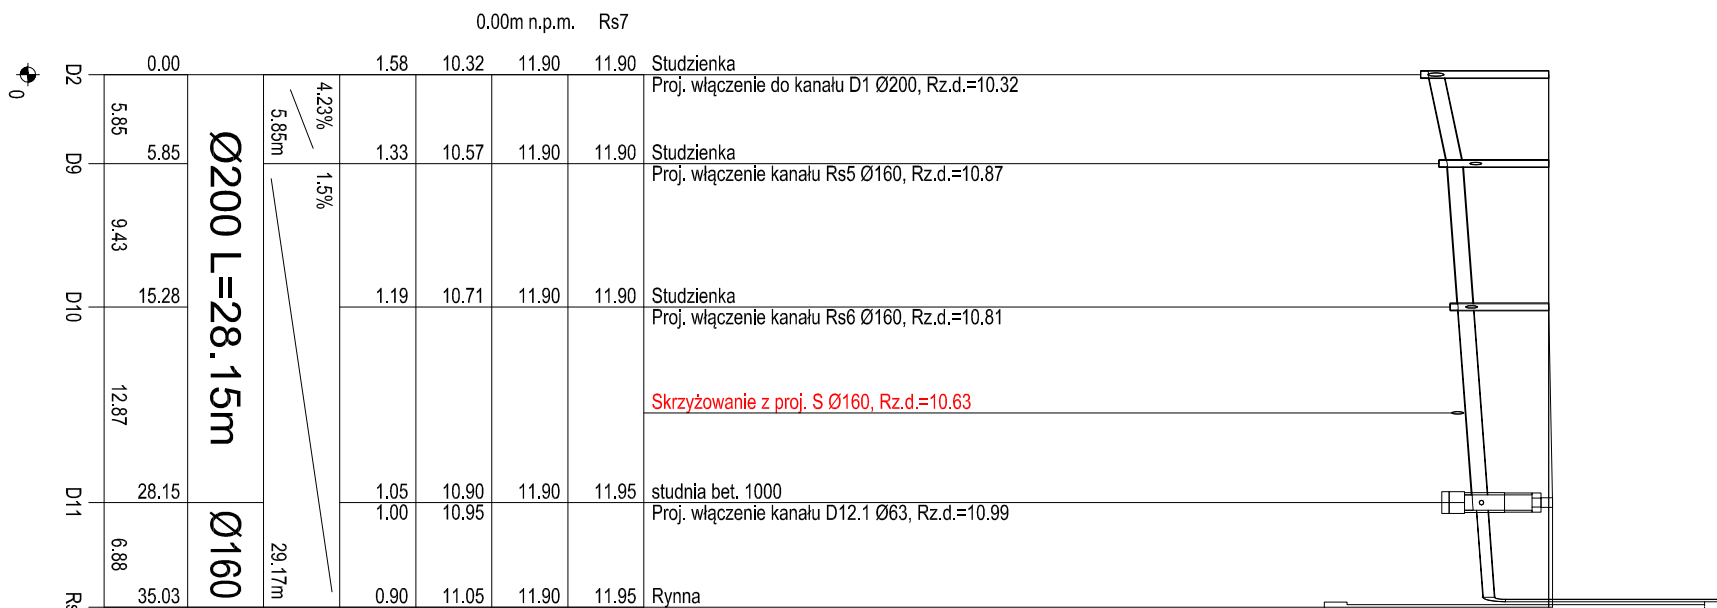 0.00m n.p.m. Rs7
0
D2 0.00 1.58 10.32 11.90 11.90 Studzienka
Proj. włączenie do kanału D1 Ø200, Rz.d.=10.32
5.85 4.23% 5.85m
D9 5.85 1.33 10.57 11.90 11.90 Studzienka
Proj. włączenie kanału Rs5 Ø160, Rz.d.=10.87
1.5%
9.43
Ø200 L=28.15m
D10 15.28 1.19 10.71 11.90 11.90 Studzienka
Proj. włączenie kanału Rs6 Ø160, Rz.d.=10.81
12.87
Skrzyżowanie z proj. S Ø160, Rz.d.=10.63
D11 28.15 1.05 10.90 11.90 11.95 studnia bet. 1000
1.00 10.95 Proj. włączenie kanału D12.1 Ø63, Rz.d.=10.99
6.88 Ø160 29.17m
Rs 35.03 0.90 11.05 11.90 11.95 Rynna